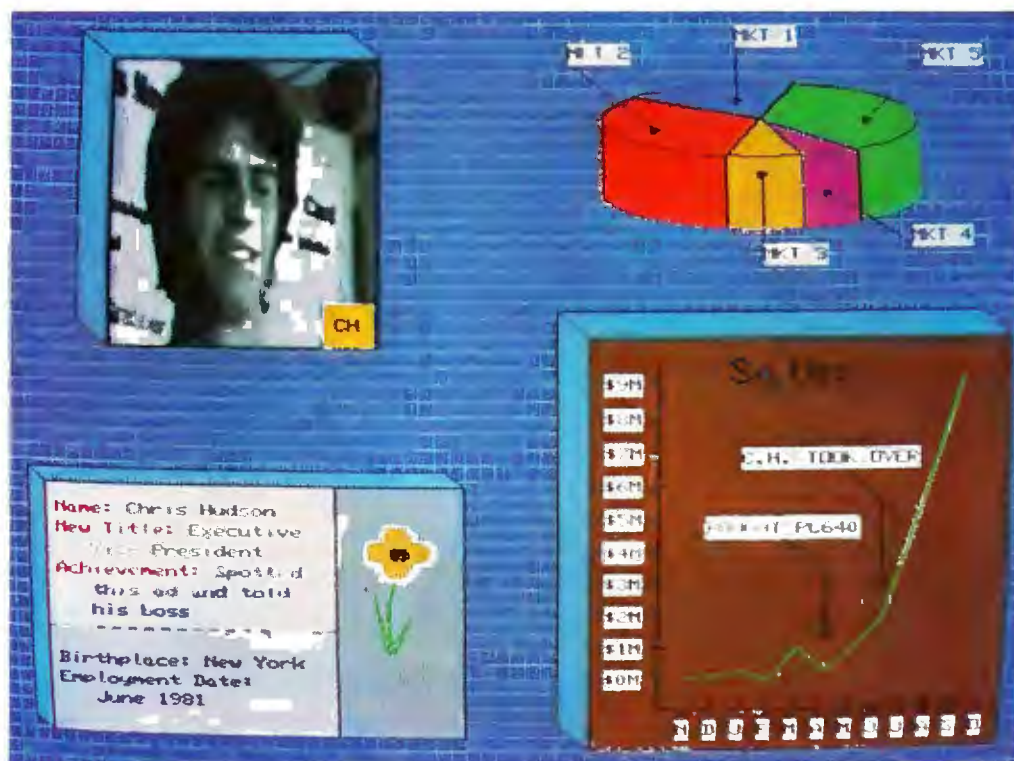 MKT 1
MKT 2
MKT 5
MKT 4
MKT 3
CH
Name: Chris Hudson
New Title: Executive
Vice President
Achievement: Spotted
this ad and told
his boss
Birthplace: New York
Employment Date:
June 1981
$9M
$8M
$7M
$6M
$5M
$4M
$3M
$2M
$1M
$0M
C.H. TOOK OVER
PL640